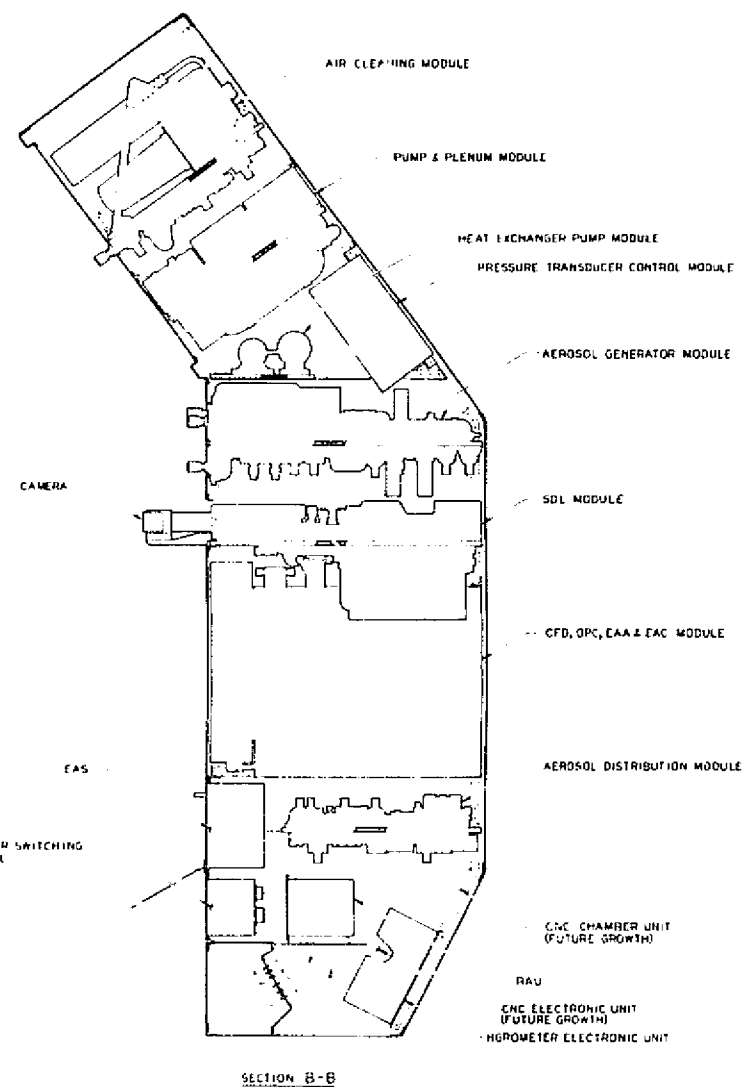 AIR CLEANING MODULE
PUMP & PLENUM MODULE
HEAT EXCHANGER PUMP MODULE
PRESSURE TRANSDUCER CONTROL MODULE
AEROSOL GENERATOR MODULE
CAMERA
SDL MODULE
CFD, OPC, EAA & EAC MODULE
EAS
AEROSOL DISTRIBUTION MODULE
R SWITCHING
L
CNC CHAMBER UNIT
(FUTURE GROWTH)
RAU
CNC ELECTRONIC UNIT
(FUTURE GROWTH)
HGROMETER ELECTRONIC UNIT
SECTION B-B